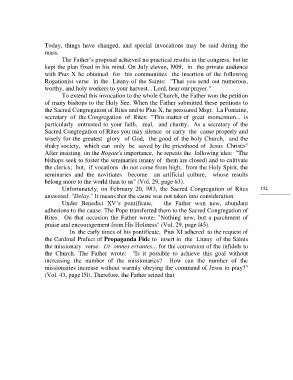 Today, things have changed, and special invocations may be said during the
mass.
The Father's proposal achieved no practical results in the congress, but he
kept the plan fixed in his mind. On July eleven, 1909, in the private audience
with Pius X he obtained for his communities the insertion of the following
Rogationist verse in the Litany of the Saints: "That you send out numerous,
worthy, and holy workers to your harvest... Lord, hear our prayer."
To extend this invocation to the whole Church, the Father won the petition
of many bishops to the Holy See. When the Father submitted these petitions to
the Sacred Congregation of Rites and to Pius X, he pressured Msgr. La Fontaine,
secretary of the Congregation of Rites: "This matter of great momentum... is
particularly entrusted to your faith, zeal, and charity. As a secretary of the
Sacred Congregation of Rites you may silence or carry the cause properly and
wisely for the greatest glory of God, the good of the holy Church, and the
shaky society, which can only be saved by the priesthood of Jesus Christ!"
After insisting on the Rogate's importance, he repeats the following idea: "The
bishops seek to foster the seminaries (many of them are closed) and to cultivate
the clerics; but, if vocations do not come from high, from the Holy Spirit, the
seminaries and the novitiates become an artificial culture, whose results
belong more to the world than to us" (Vol. 29, page 63).
Unfortunately, on February 20, 1913, the Sacred Congregation of Rites
answered: "Delay." It means that the cause was not taken into consideration.
Under Benedict XV's pontificate, the Father won new, abundant
adhesions to the cause. The Pope transferred them to the Sacred Congregation of
Rites. On that occasion the Father wrote: "Nothing new, but a parchment of
praise and encouragement from His Holiness" (Vol. 29, page 145).
In the early times of his pontificate, Pius XI adhered to the request of
the Cardinal Prefect of Propaganda Fide to insert in the Litany of the Saints
the missionary verse: Ut omnes errantes... for the conversion of the infidels to
the Church. The Father wrote: "Is it possible to achieve this goal without
increasing the number of the missionaries? How can the number of the
missionaries increase without warmly obeying the command of Jesus to pray?"
(Vol. 43, page 151). Therefore, the Father seized that
152